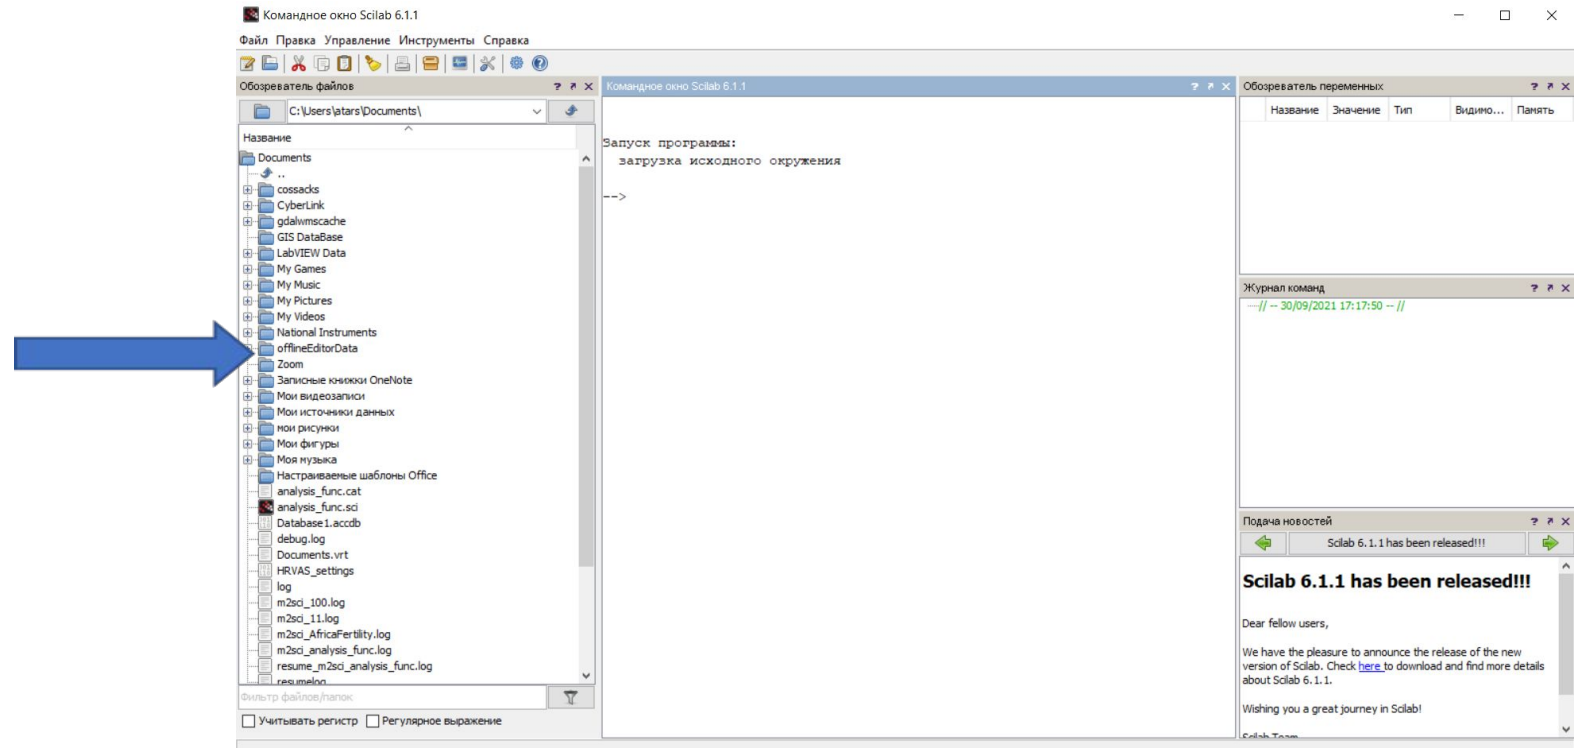 Командное окно Scilab 6.1.1
Файл Правка Управление Инструменты Справка
Обозреватель файлов
C:\Users\atars\Documents\
Название
Documents
..
cossacks
CyberLink
gdalwmscache
GIS DataBase
LabVIEW Data
My Games
My Music
My Pictures
My Videos
National Instruments
offlineEditorData
Zoom
Записные книжки OneNote
Мои видеозаписи
Мои источники данных
мои рисунки
Мои фигуры
Моя музыка
Настраиваемые шаблоны Office
analysis_func.cat
analysis_func.sci
Database1.accdb
debug.log
Documents.vrt
HRVAS_settings
log
m2sci_100.log
m2sci_11.log
m2sci_AfricaFertility.log
m2sci_analysis_func.log
resume_m2sci_analysis_func.log
resumelog
Фильтр файлов/папок
Учитывать регистр Регулярное выражение
Командное окно Scilab 6.1.1
Запуск программы:
загрузка исходного окружения
-->
Обозреватель переменных
Название Значение Тип Видимо... Память
Журнал команд
// -- 30/09/2021 17:17:50 -- //
Подача новостей
Scilab 6.1.1 has been released!!!
Scilab 6.1.1 has been released!!!
Dear fellow users,
We have the pleasure to announce the release of the new
version of Scilab. Check here to download and find more details
about Scilab 6.1.1.
Wishing you a great journey in Scilab!
Scilab Team